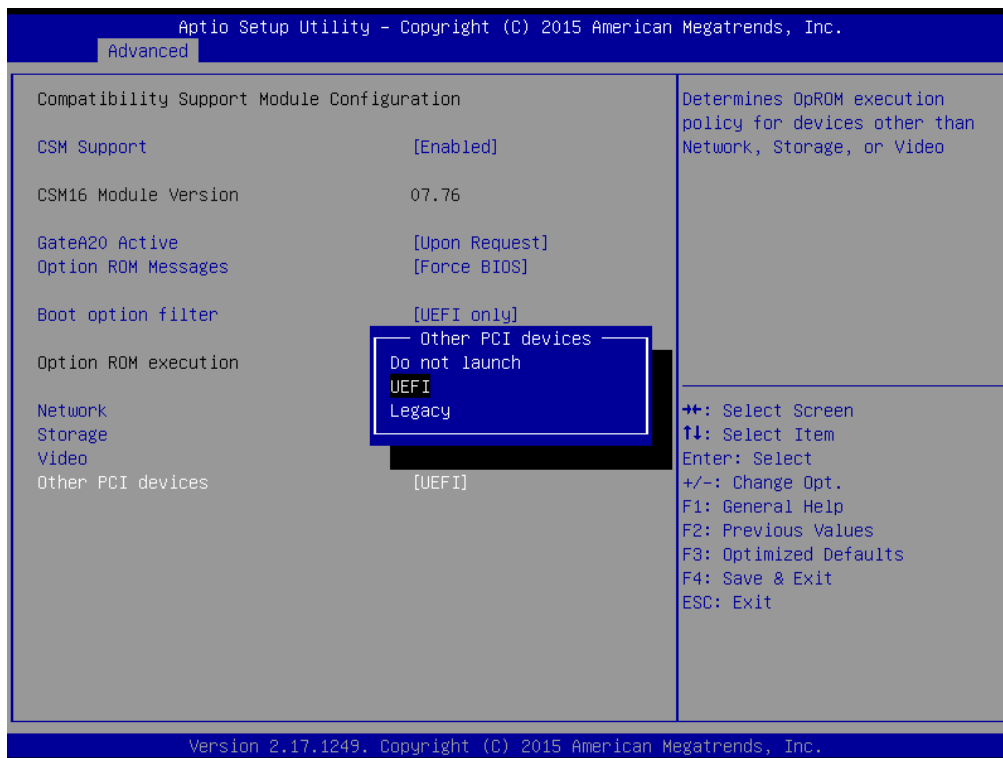 Aptio Setup Utility – Copyright (C) 2015 American Megatrends, Inc.
Advanced
Compatibility Support Module Configuration
CSM Support [Enabled]
CSM16 Module Version 07.76
GateA20 Active [Upon Request]
Option ROM Messages [Force BIOS]
Boot option filter [UEFI only]
Option ROM execution
Network
Storage
Video
Other PCI devices [UEFI]
Other PCI devices
Do not launch
UEFI
Legacy
Determines OpROM execution
policy for devices other than
Network, Storage, or Video
→←: Select Screen
↑↓: Select Item
Enter: Select
+/-: Change Opt.
F1: General Help
F2: Previous Values
F3: Optimized Defaults
F4: Save & Exit
ESC: Exit
Version 2.17.1249. Copyright (C) 2015 American Megatrends, Inc.